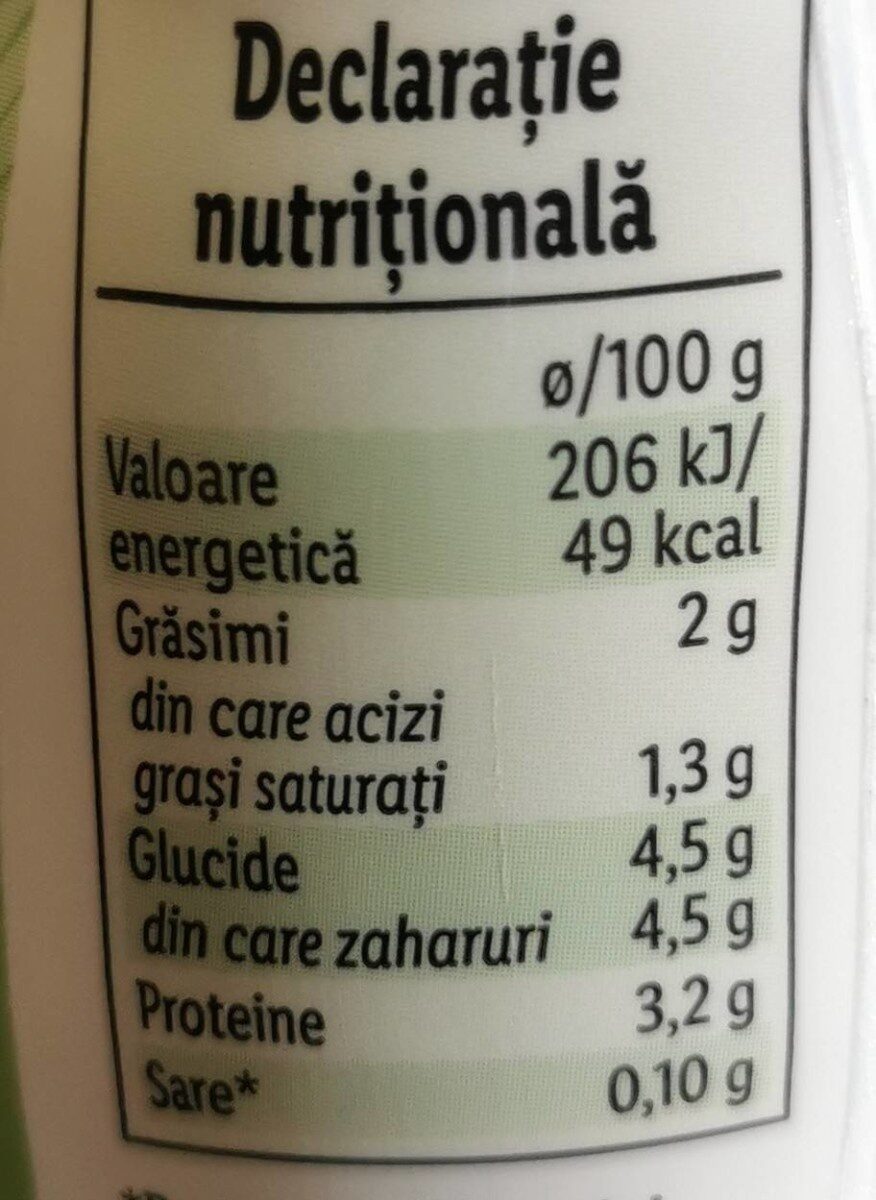 Declarație
nutrițională
ø/100 g
Valoare 206 kJ/
energetică 49 kcal
Grăsimi 2 g
din care acizi
grași saturați 1,3 g
Glucide 4,5 g
din care zaharuri 4,5 g
Proteine 3,2 g
Sare* 0,10 g